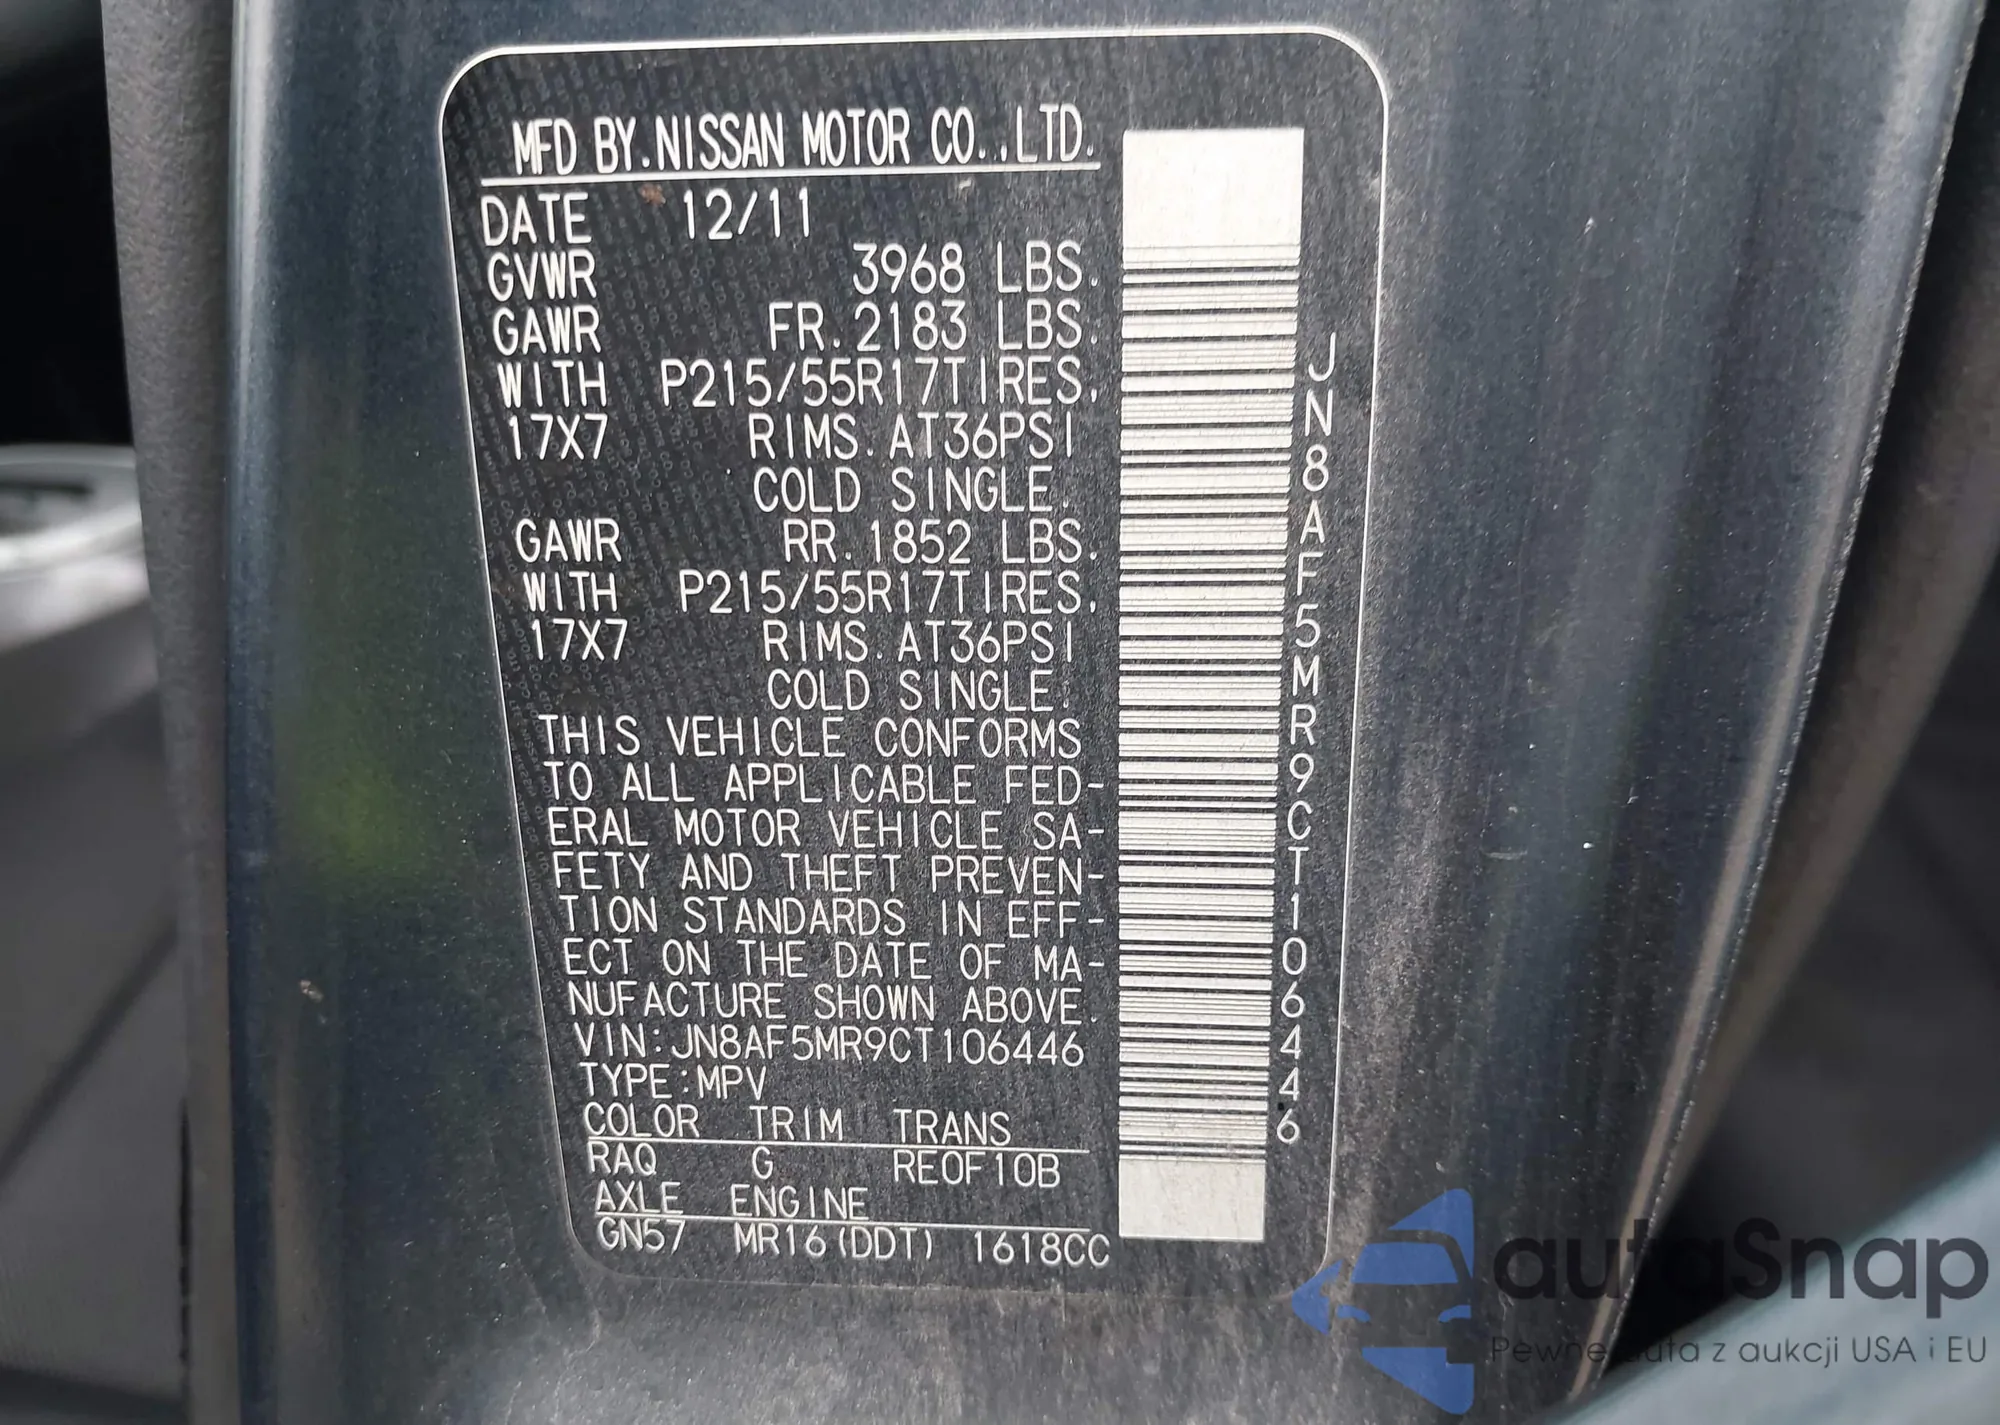 MFD BY.NISSAN MOTOR CO.,LTD.
DATE 12/11
GVWR 3968 LBS.
GAWR FR.2183 LBS.
WITH P215/55R17TIRES,
17X7 RIMS.AT36PSI
COLD SINGLE.
GAWR RR.1852 LBS.
WITH P215/55R17TIRES,
17X7 RIMS.AT36PSI
COLD SINGLE.
THIS VEHICLE CONFORMS
TO ALL APPLICABLE FED-
ERAL MOTOR VEHICLE SA-
FETY AND THEFT PREVEN-
TION STANDARDS IN EFF-
ECT ON THE DATE OF MA-
NUFACTURE SHOWN ABOVE.
VIN:JN8AF5MR9CT106446
TYPE:MPV
COLOR TRIM TRANS
RAQ G RE0F10B
AXLE ENGINE
GN57 MR16(DDT) 1618CC
JN8AF5MR9CT106446
autaSnap
Pewne auta z aukcji USA i EU